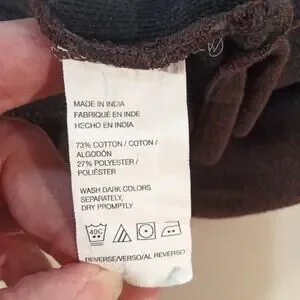 MADE IN INDIA
FABRIQUÉ EN INDE
HECHO EN INDIA
73% COTTON / COTON /
ALGODÓN
27% POLYESTER /
POLIÉSTER
WASH DARK COLORS
SEPARATELY,
DRY PROMPTLY
40C
REVERSE/VERSO/AL REVERSO